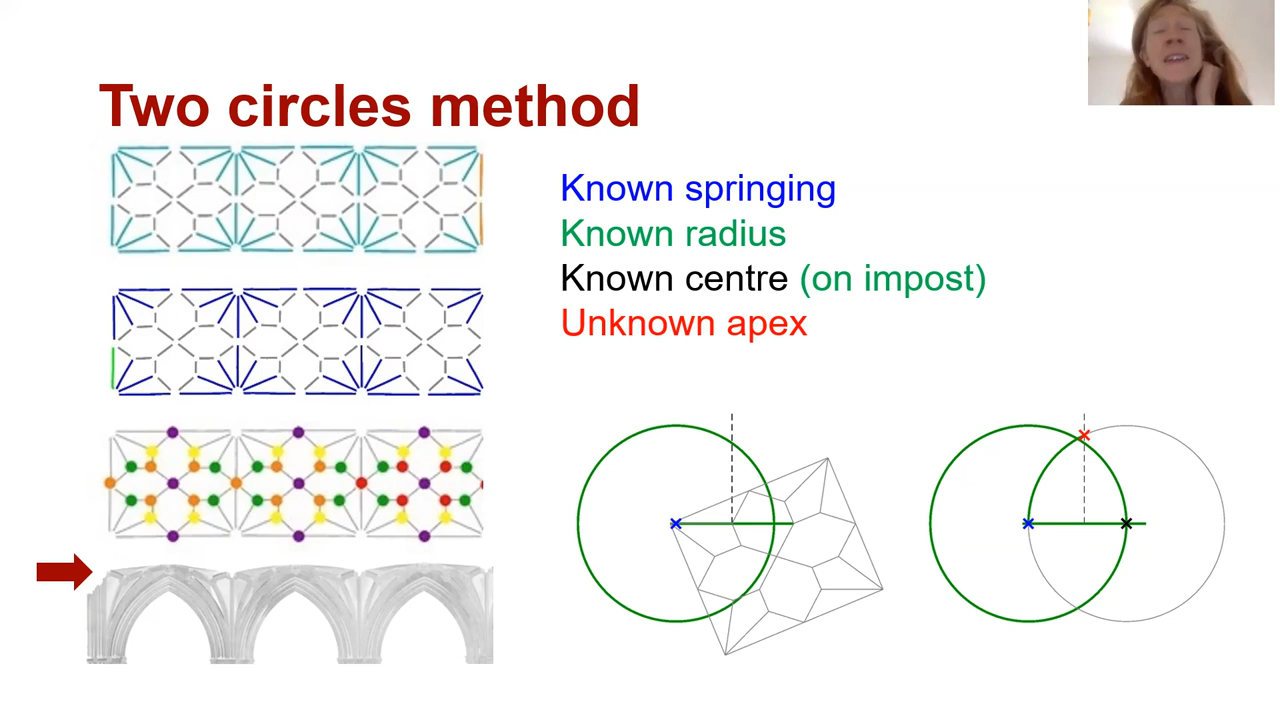 Two circles method
Known springing
Known radius
Known centre (on impost)
Unknown apex